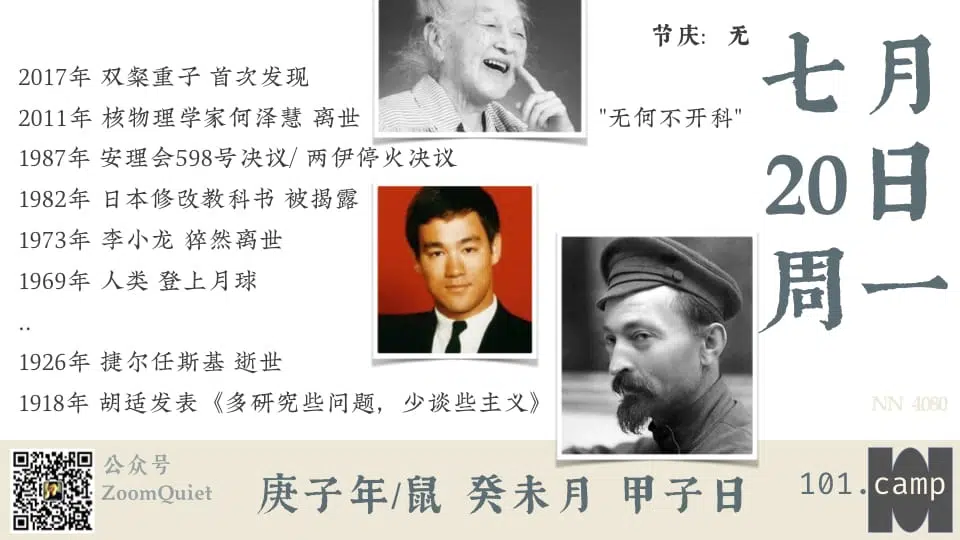 节庆: 无
七月
20日
周一
2017年 双粲重子 首次发现
2011年 核物理学家何泽慧 离世
"无何不开科"
1987年 安理会598号决议/ 两伊停火决议
1982年 日本修改教科书 被揭露
1973年 李小龙 猝然离世
1969年 人类 登上月球
..
1926年 捷尔任斯基 逝世
1918年 胡适发表《多研究些问题，少谈些主义》
NN 4080
公众号
ZoomQuiet
庚子年/鼠 癸未月 甲子日
101.camp